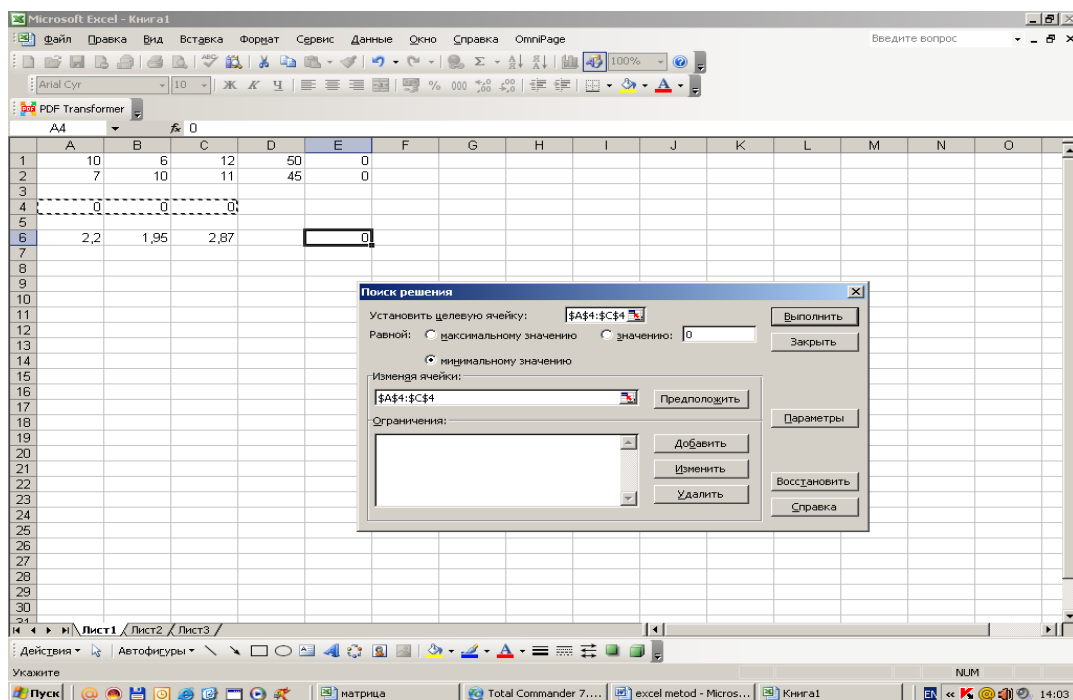 Microsoft Excel - Книга1
Файл Правка Вид Вставка Формат Сервис Данные Окно Справка OmniPage Введите вопрос
100%
Arial Cyr 10 Ж К Ч % 000
PDF Transformer
A4 fx 0
A B C D E F G H I J K L M N O
1 10 6 12 50 0
2 7 10 11 45 0
3
4 0 0 0
5
6 2,2 1,95 2,87 0
7
8
9
10
11
12
13
14
15
16
17
18
19
20
21
22
23
24
25
26
27
28
29
30
31
Поиск решения
Установить целевую ячейку: $A$4:$C$4 Выполнить
Равной: максимальному значению значению: 0 Закрыть
минимальному значению
Изменяя ячейки:
$A$4:$C$4 Предположить
Параметры
Ограничения:
Добавить
Изменить
Удалить
Восстановить
Справка
Лист1 Лист2 Лист3
Действия Автофигуры
Укажите NUM
Пуск матрица Total Commander 7.... excel metod - Micros... Книга1 EN 14:03